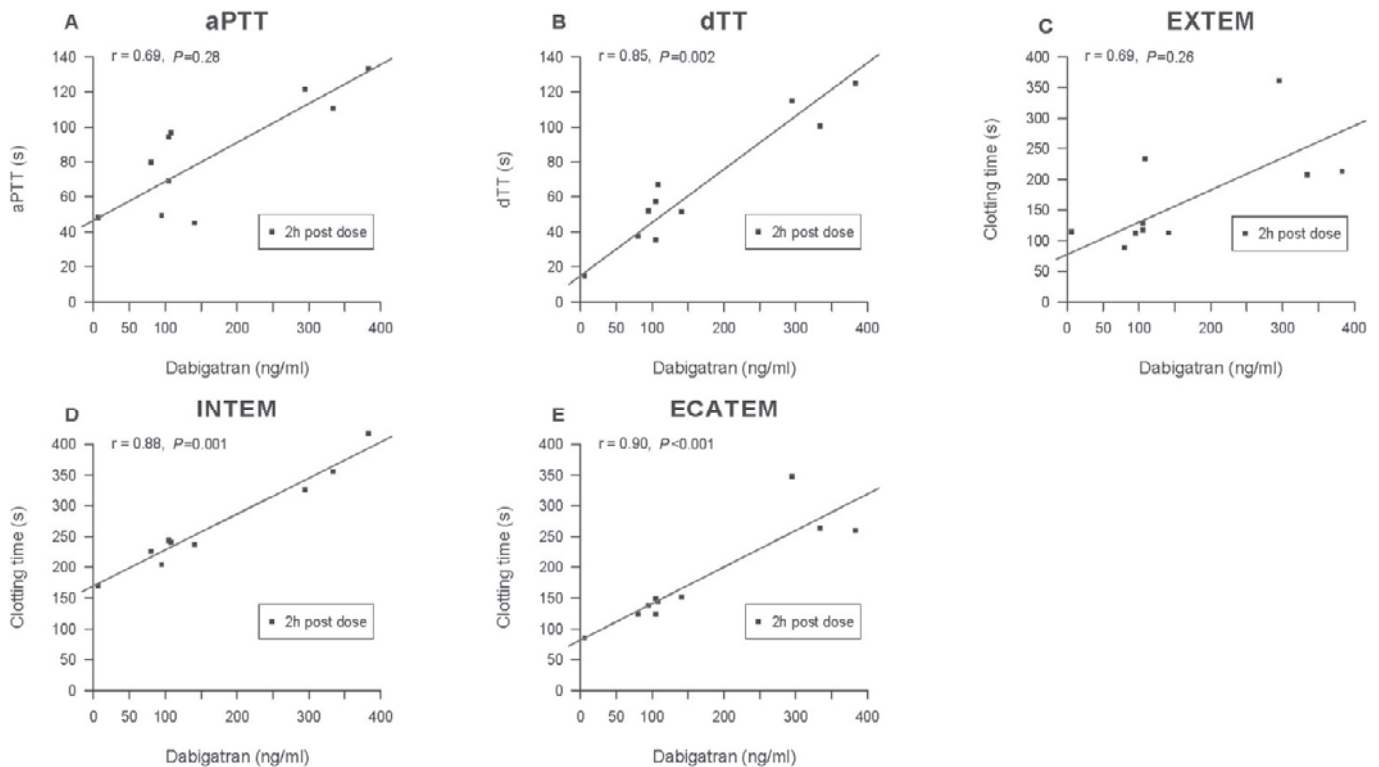 A aPTT
r = 0.69, P=0.28
140
120
100
80
60
40
20
0
aPTT (s)
2h post dose
0 50 100 200 300 400
Dabigatran (ng/ml)
B dTT
r = 0.85, P=0.002
140
120
100
80
60
40
20
0
dTT (s)
2h post dose
0 50 100 200 300 400
Dabigatran (ng/ml)
C EXTEM
r = 0.69, P=0.26
400
350
300
250
200
150
100
50
0
Clotting time (s)
2h post dose
0 50 100 200 300 400
Dabigatran (ng/ml)
D INTEM
r = 0.88, P=0.001
400
350
300
250
200
150
100
50
0
Clotting time (s)
2h post dose
0 50 100 200 300 400
Dabigatran (ng/ml)
E ECATEM
r = 0.90, P<0.001
400
350
300
250
200
150
100
50
0
Clotting time (s)
2h post dose
0 50 100 200 300 400
Dabigatran (ng/ml)